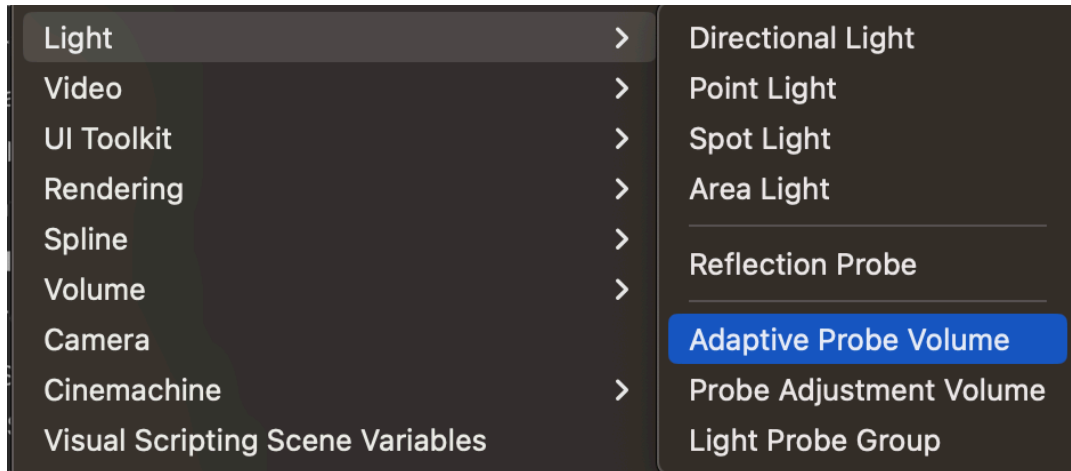 Light
Video
UI Toolkit
Rendering
Spline
Volume
Camera
Cinemachine
Visual Scripting Scene Variables
Directional Light
Point Light
Spot Light
Area Light
Reflection Probe
Adaptive Probe Volume
Probe Adjustment Volume
Light Probe Group